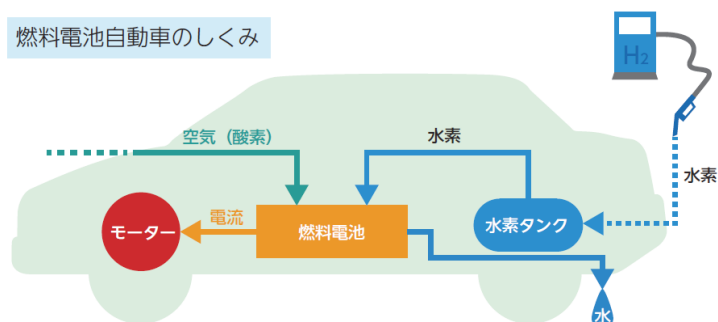 燃料電池自動車のしくみ
H₂
空気（酸素）
水素
水素
電流
モーター
燃料電池
水素タンク
水